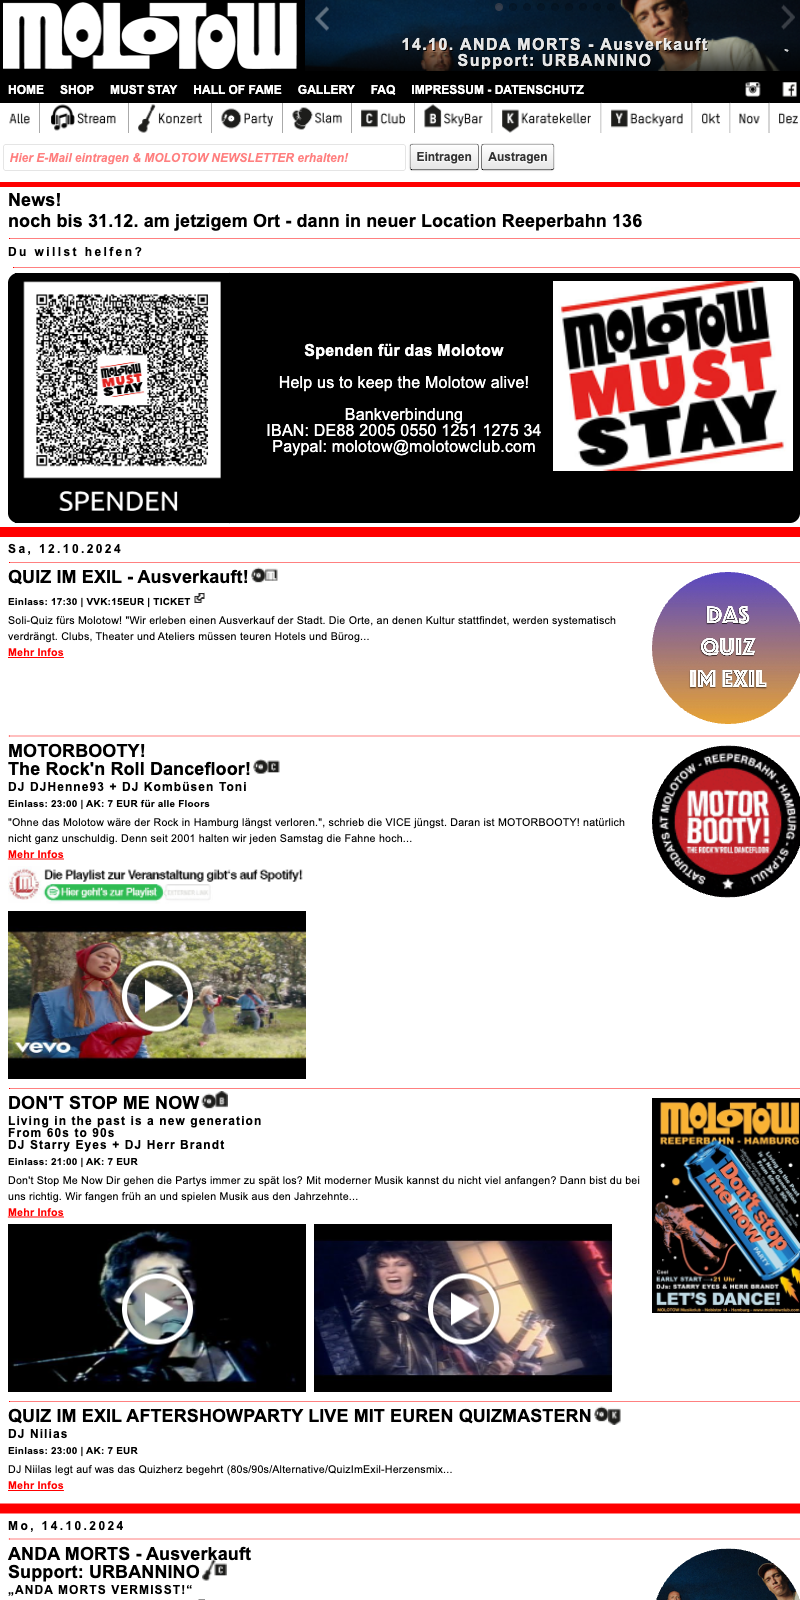 MOLOTOW
14.10. ANDA MORTS - Ausverkauft
Support: URBANNINO
HOME SHOP MUST STAY HALL OF FAME GALLERY FAQ IMPRESSUM - DATENSCHUTZ
Alle Stream Konzert Party Slam C Club B SkyBar K Karatekeller Y Backyard Okt Nov Dez
Hier E-Mail eintragen & MOLOTOW NEWSLETTER erhalten! Eintragen Austragen
News!
noch bis 31.12. am jetzigem Ort - dann in neuer Location Reeperbahn 136
Du willst helfen?
MOLOTOW
MUST
STAY
SPENDEN
Spenden für das Molotow
Help us to keep the Molotow alive!
Bankverbindung
IBAN: DE88 2005 0550 1251 1275 34
Paypal: molotow@molotowclub.com
MOLOTOW
MUST
STAY
Sa, 12.10.2024
QUIZ IM EXIL - Ausverkauft!
Einlass: 17:30 | VVK:15EUR | TICKET
Soli-Quiz fürs Molotow! "Wir erleben einen Ausverkauf der Stadt. Die Orte, an denen Kultur stattfindet, werden systematisch
verdrängt. Clubs, Theater und Ateliers müssen teuren Hotels und Bürog...
Mehr Infos
DAS
QUIZ
IM EXIL
MOTORBOOTY!
The Rock'n Roll Dancefloor! C
DJ DJHenne93 + DJ Kombüsen Toni
Einlass: 23:00 | AK: 7 EUR für alle Floors
"Ohne das Molotow wäre der Rock in Hamburg längst verloren.", schrieb die VICE jüngst. Daran ist MOTORBOOTY! natürlich
nicht ganz unschuldig. Denn seit 2001 halten wir jeden Samstag die Fahne hoch...
Mehr Infos
Die Playlist zur Veranstaltung gibt's auf Spotify!
Hier geht's zur Playlist EXTERNER LINK
SATURDAYS AT MOLOTOW - REEPERBAHN - HAMBURG - ST.PAULI
MOTOR
BOOTY!
THE ROCK'N'ROLL DANCEFLOOR
vevo
DON'T STOP ME NOW B
Living in the past is a new generation
From 60s to 90s
DJ Starry Eyes + DJ Herr Brandt
Einlass: 21:00 | AK: 7 EUR
Don't Stop Me Now Dir gehen die Partys immer zu spät los? Mit moderner Musik kannst du nicht viel anfangen? Dann bist du bei
uns richtig. Wir fangen früh an und spielen Musik aus den Jahrzehnte...
Mehr Infos
MOLOTOW
REEPERBAHN - HAMBURG
Living in the past is
a New Generation
From 60s to 90s
Don't stop
me now
PARTY
Cool
EARLY START 21 Uhr
DJs: STARRY EYES & HERR BRANDT
LET'S DANCE!
QUIZ IM EXIL AFTERSHOWPARTY LIVE MIT EUREN QUIZMASTERN K
DJ Nilias
Einlass: 23:00 | AK: 7 EUR
DJ Niilas legt auf was das Quizherz begehrt (80s/90s/Alternative/QuizImExil-Herzensmix...
Mehr Infos
Mo, 14.10.2024
ANDA MORTS - Ausverkauft
Support: URBANNINO C
„ANDA MORTS VERMISST!“